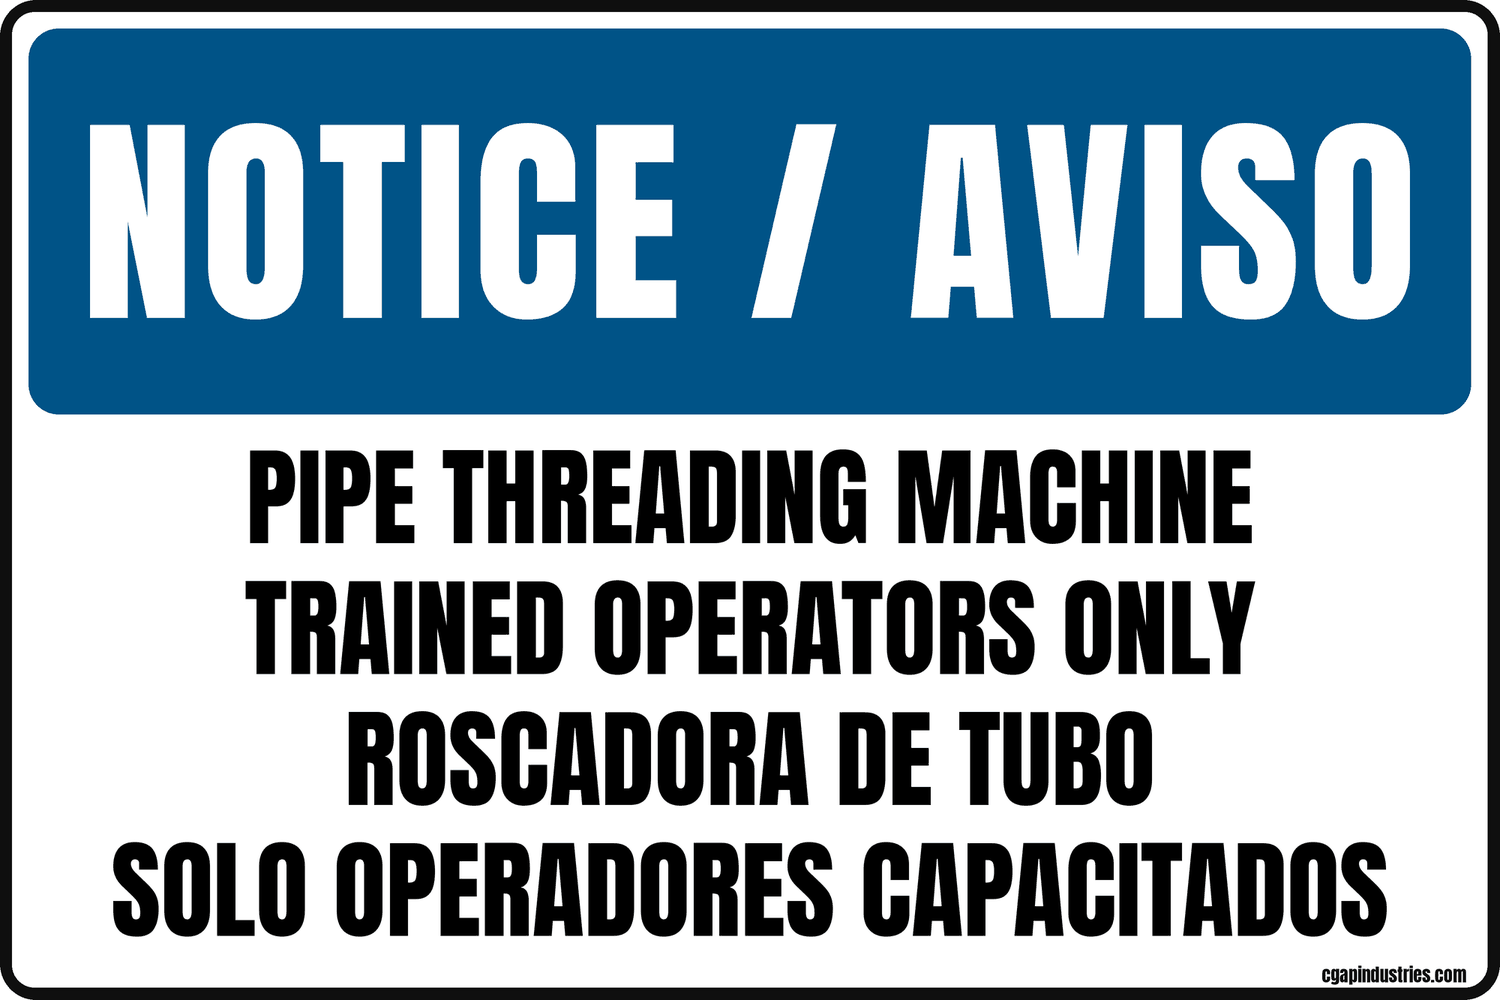 NOTICE / AVISO
PIPE THREADING MACHINE
TRAINED OPERATORS ONLY
ROSCADORA DE TUBO
SOLO OPERADORES CAPACITADOS
cgapindustries.com